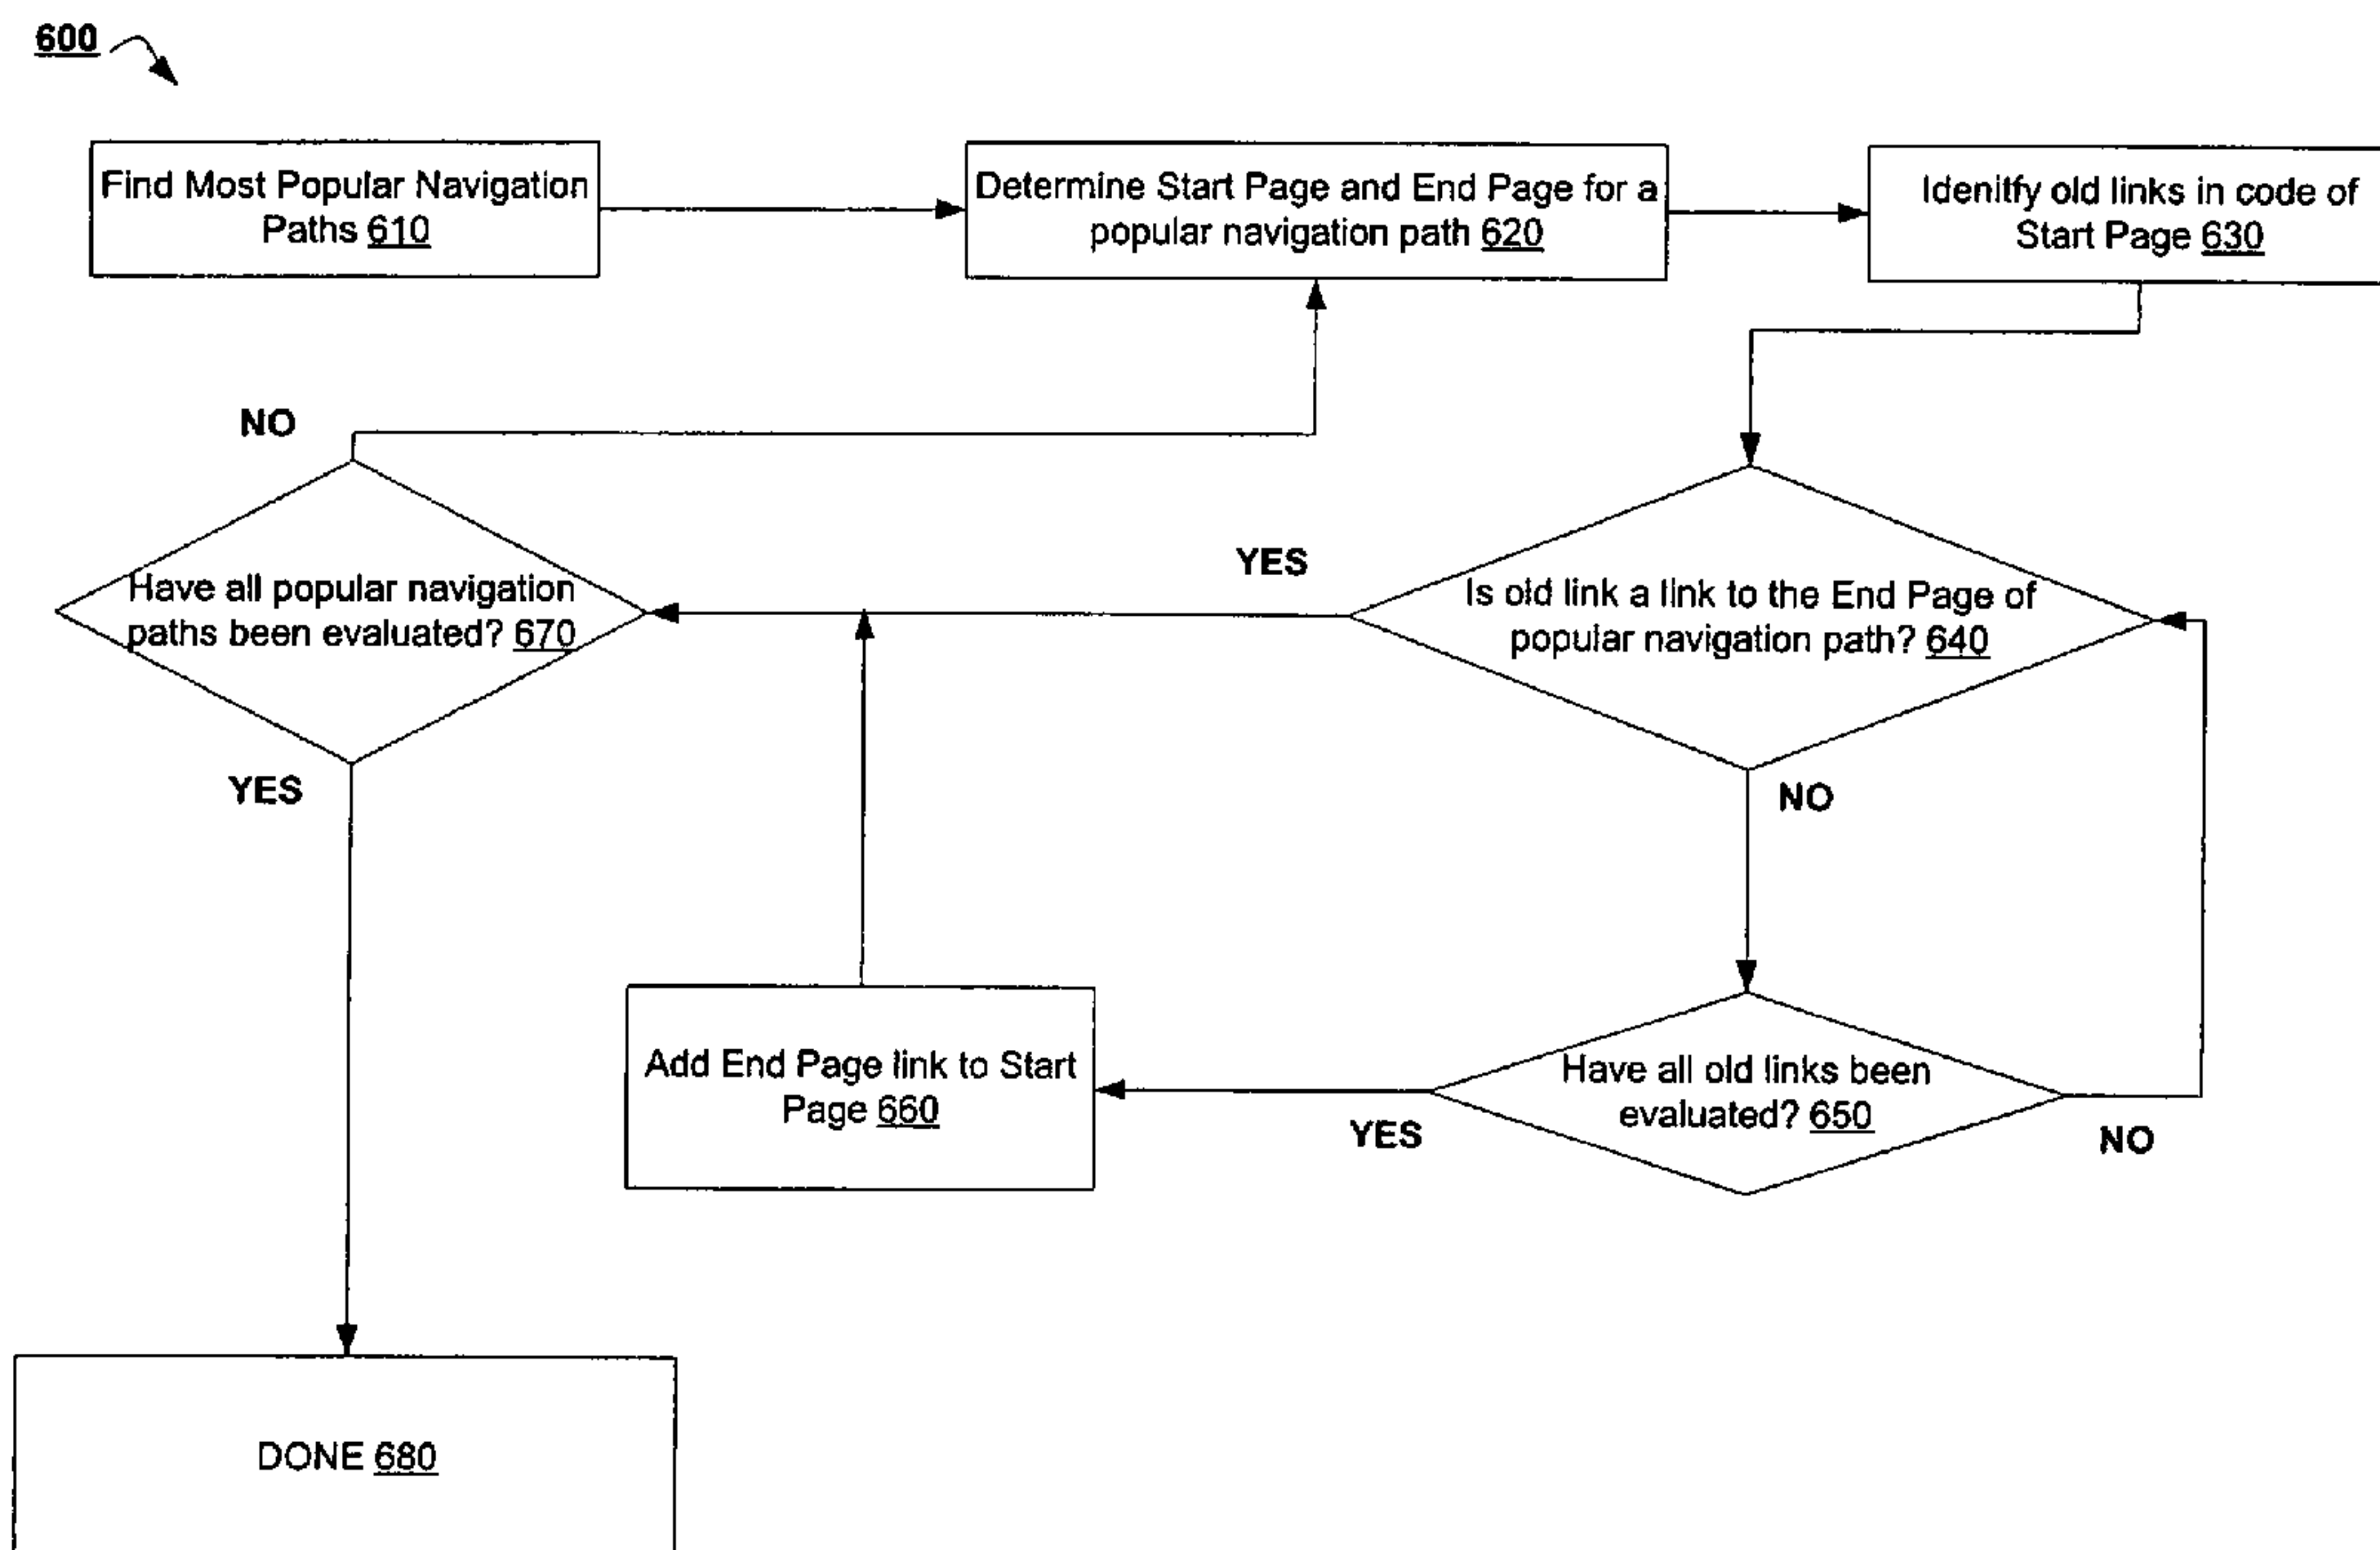 600
Find Most Popular Navigation
Paths 610
Determine Start Page and End Page for a
popular navigation path 620
Idenitfy old links in code of
Start Page 630
NO
Have all popular navigation
paths been evaluated? 670
YES
YES
Is old link a link to the End Page of
popular navigation path? 640
NO
Add End Page link to Start
Page 660
YES
Have all old links been
evaluated? 650
NO
DONE 680